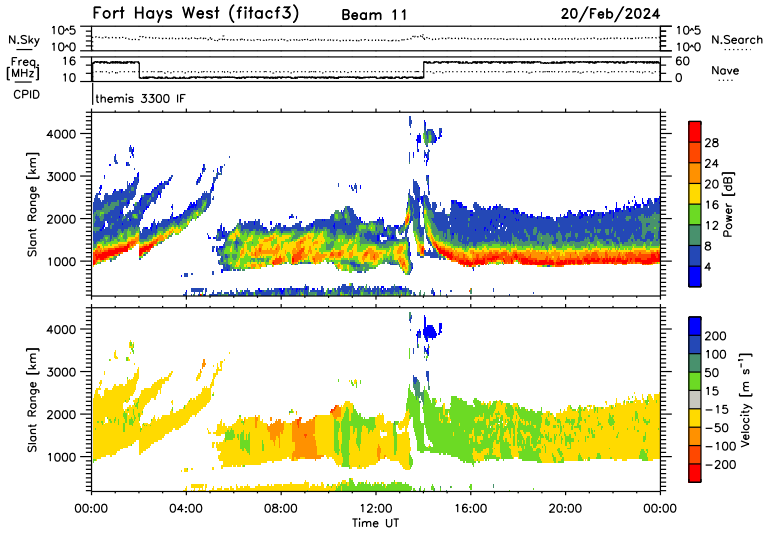 Fort Hays West (fitacf3) Beam 11 20/Feb/2024
N.Sky 10^5 10^0 10^5 10^0 N.Search
Freq. [MHz] 16 10 60 0 Nave
CPID themis 3300 IF
Slant Range [km] 4000 3000 2000 1000
28 24 20 16 12 8 4 Power [dB]
Slant Range [km] 4000 3000 2000 1000
200 100 50 15 −15 −50 −100 −200 Velocity [m s⁻¹]
00:00 04:00 08:00 12:00 16:00 20:00 00:00
Time UT